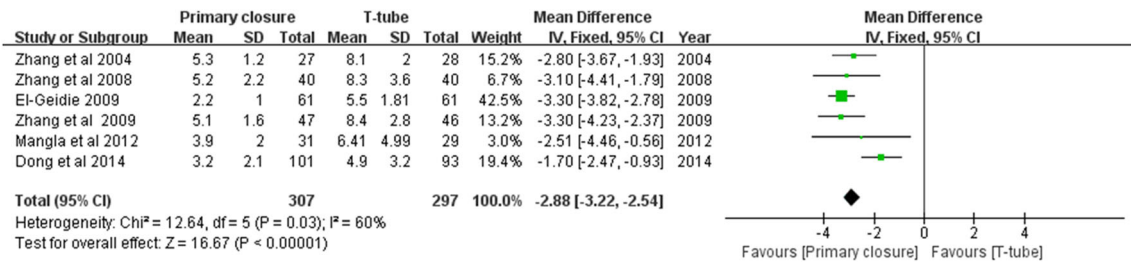 Primary closure T-tube Mean Difference Mean Difference
Study or Subgroup Mean SD Total Mean SD Total Weight IV, Fixed, 95% CI Year IV, Fixed, 95% CI
Zhang et al 2004 5.3 1.2 27 8.1 2 28 15.2% -2.80 [-3.67, -1.93] 2004
Zhang et al 2008 5.2 2.2 40 8.3 3.6 40 6.7% -3.10 [-4.41, -1.79] 2008
El-Geidie 2009 2.2 1 61 5.5 1.81 61 42.5% -3.30 [-3.82, -2.78] 2009
Zhang et al 2009 5.1 1.6 47 8.4 2.8 46 13.2% -3.30 [-4.23, -2.37] 2009
Mangla et al 2012 3.9 2 31 6.41 4.99 29 3.0% -2.51 [-4.46, -0.56] 2012
Dong et al 2014 3.2 2.1 101 4.9 3.2 93 19.4% -1.70 [-2.47, -0.93] 2014
Total (95% CI) 307 297 100.0% -2.88 [-3.22, -2.54]
Heterogeneity: Chi² = 12.64, df = 5 (P = 0.03); I² = 60%
Test for overall effect: Z = 16.67 (P < 0.00001)
-4 -2 0 2 4
Favours [Primary closure] Favours [T-tube]